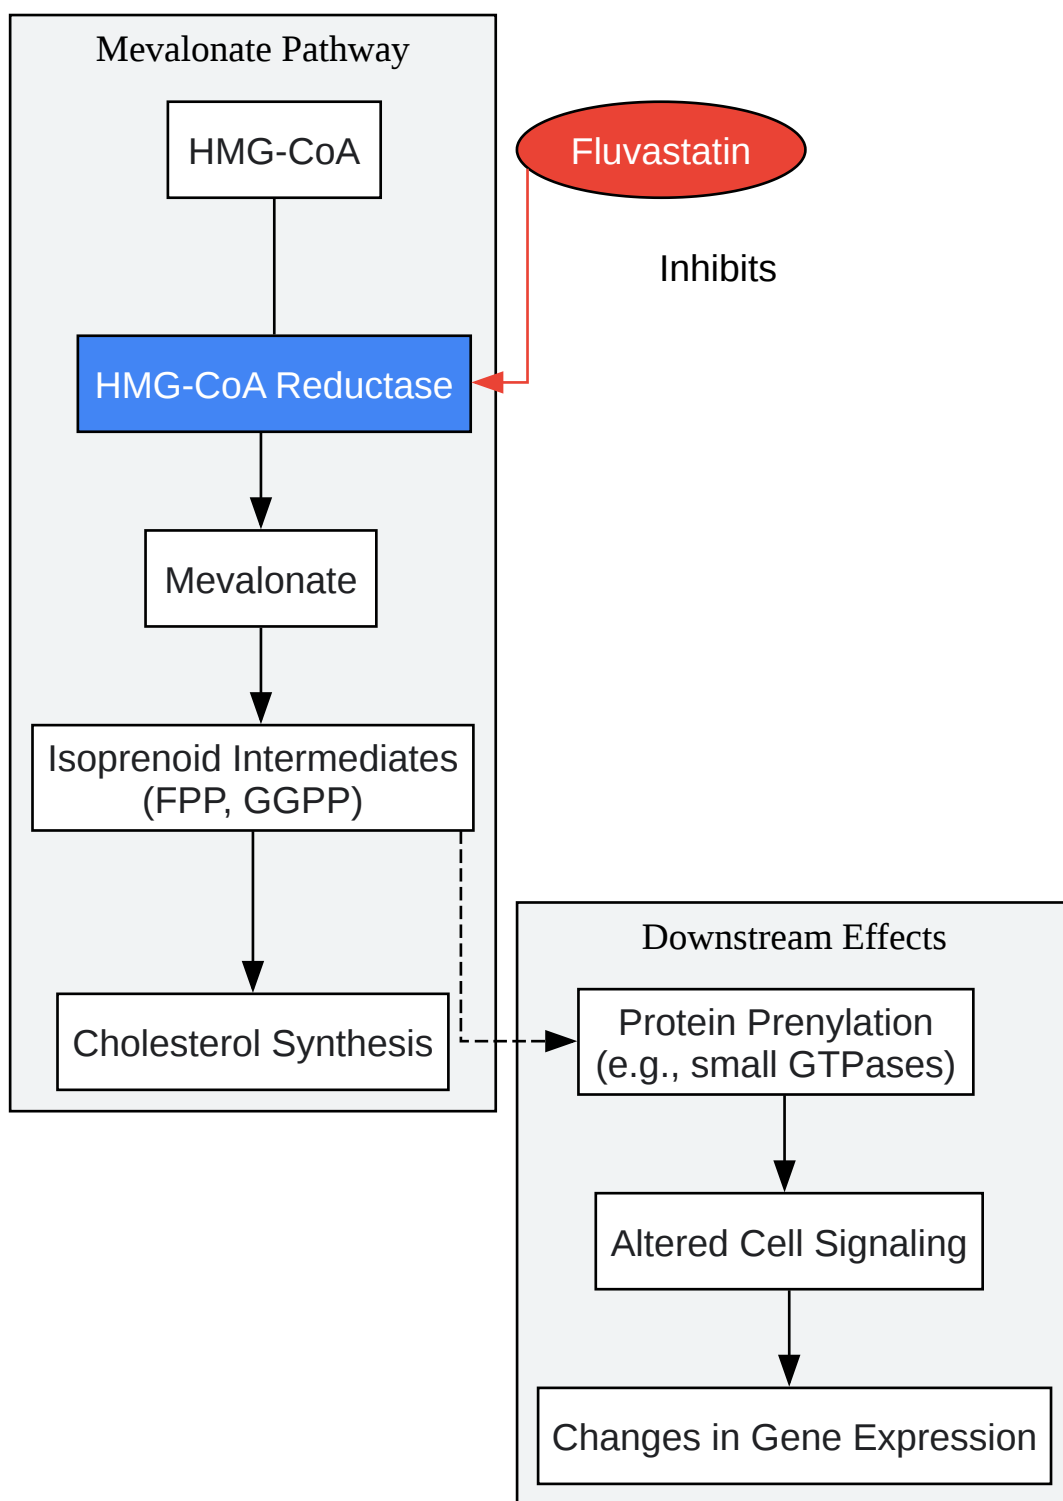 Mevalonate Pathway
HMG-CoA
Fluvastatin
Inhibits
HMG-CoA Reductase
Mevalonate
Isoprenoid Intermediates
(FPP, GGPP)
Cholesterol Synthesis
Downstream Effects
Protein Prenylation
(e.g., small GTPases)
Altered Cell Signaling
Changes in Gene Expression